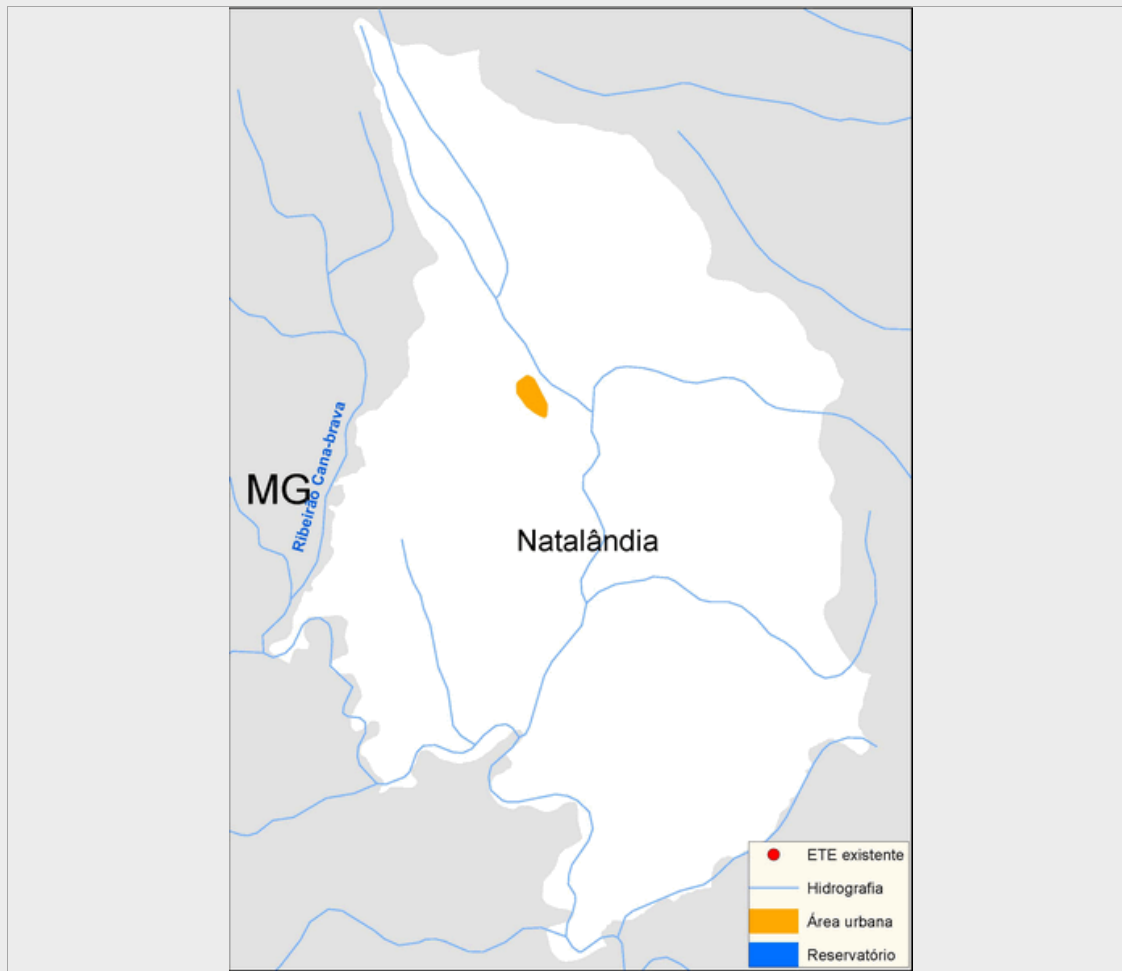 MG
Ribeirão Cana-brava
Natalândia
ETE existente
Hidrografia
Área urbana
Reservatório